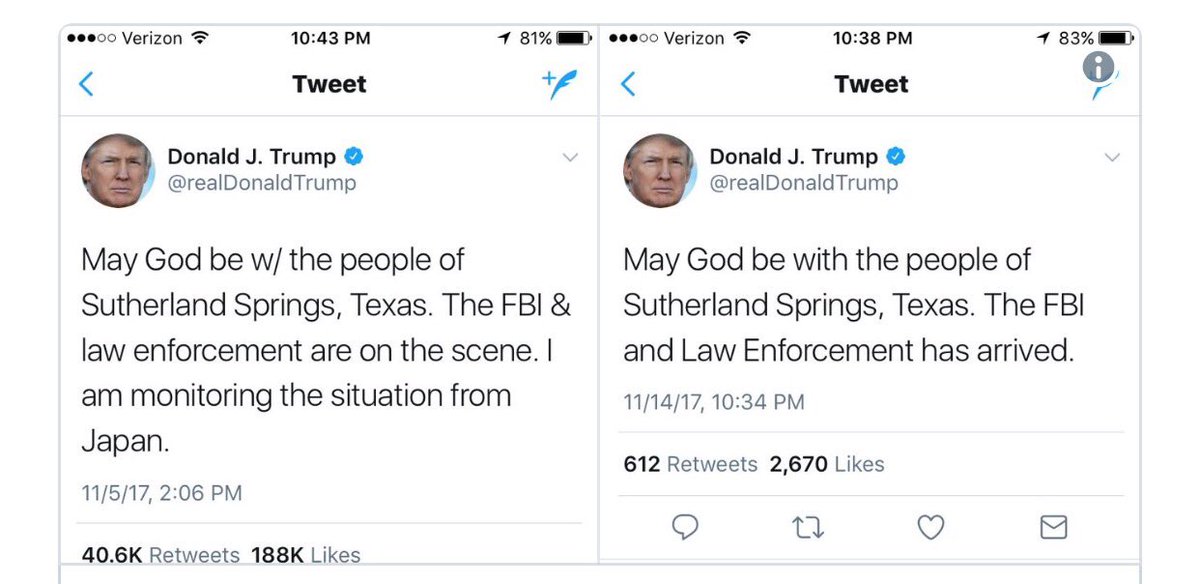 Verizon 10:43 PM 81%
Tweet
Donald J. Trump
@realDonaldTrump
May God be w/ the people of
Sutherland Springs, Texas. The FBI &
law enforcement are on the scene. I
am monitoring the situation from
Japan.
11/5/17, 2:06 PM
40.6K Retweets 188K Likes
Verizon 10:38 PM 83%
Tweet
Donald J. Trump
@realDonaldTrump
May God be with the people of
Sutherland Springs, Texas. The FBI
and Law Enforcement has arrived.
11/14/17, 10:34 PM
612 Retweets 2,670 Likes